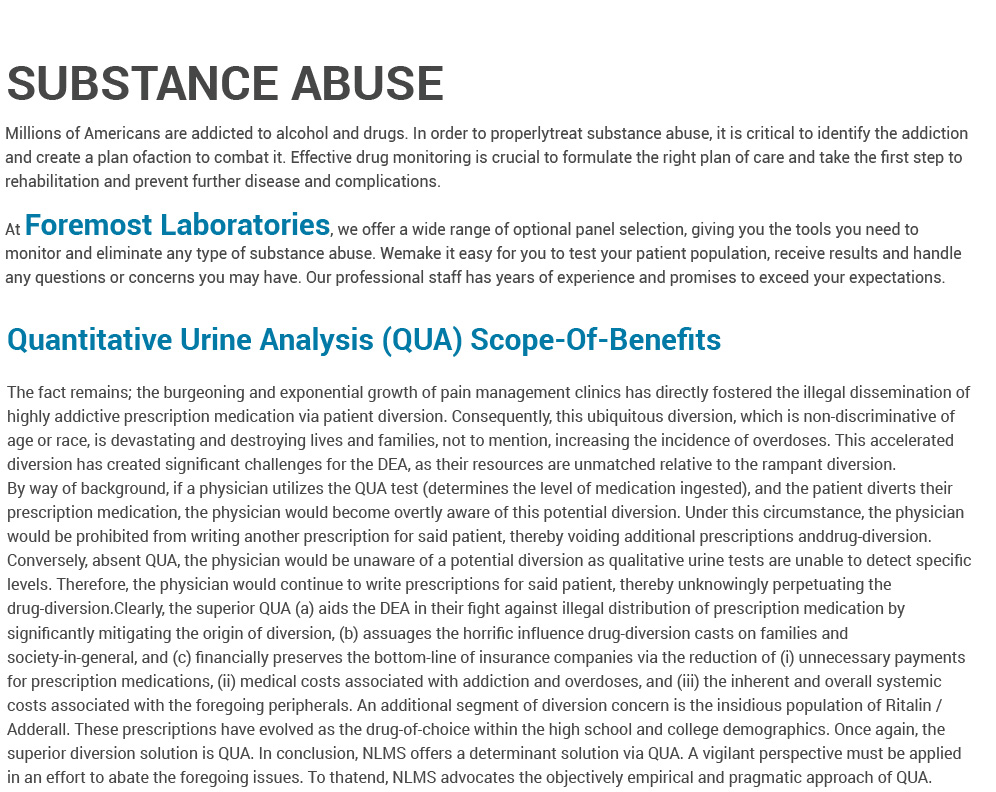 SUBSTANCE ABUSE
Millions of Americans are addicted to alcohol and drugs. In order to properlytreat substance abuse, it is critical to identify the addiction
and create a plan ofaction to combat it. Effective drug monitoring is crucial to formulate the right plan of care and take the first step to
rehabilitation and prevent further disease and complications.
At Foremost Laboratories, we offer a wide range of optional panel selection, giving you the tools you need to
monitor and eliminate any type of substance abuse. Wemake it easy for you to test your patient population, receive results and handle
any questions or concerns you may have. Our professional staff has years of experience and promises to exceed your expectations.
Quantitative Urine Analysis (QUA) Scope-Of-Benefits
The fact remains; the burgeoning and exponential growth of pain management clinics has directly fostered the illegal dissemination of
highly addictive prescription medication via patient diversion. Consequently, this ubiquitous diversion, which is non-discriminative of
age or race, is devastating and destroying lives and families, not to mention, increasing the incidence of overdoses. This accelerated
diversion has created significant challenges for the DEA, as their resources are unmatched relative to the rampant diversion.
By way of background, if a physician utilizes the QUA test (determines the level of medication ingested), and the patient diverts their
prescription medication, the physician would become overtly aware of this potential diversion. Under this circumstance, the physician
would be prohibited from writing another prescription for said patient, thereby voiding additional prescriptions anddrug-diversion.
Conversely, absent QUA, the physician would be unaware of a potential diversion as qualitative urine tests are unable to detect specific
levels. Therefore, the physician would continue to write prescriptions for said patient, thereby unknowingly perpetuating the
drug-diversion.Clearly, the superior QUA (a) aids the DEA in their fight against illegal distribution of prescription medication by
significantly mitigating the origin of diversion, (b) assuages the horrific influence drug-diversion casts on families and
society-in-general, and (c) financially preserves the bottom-line of insurance companies via the reduction of (i) unnecessary payments
for prescription medications, (ii) medical costs associated with addiction and overdoses, and (iii) the inherent and overall systemic
costs associated with the foregoing peripherals. An additional segment of diversion concern is the insidious population of Ritalin /
Adderall. These prescriptions have evolved as the drug-of-choice within the high school and college demographics. Once again, the
superior diversion solution is QUA. In conclusion, NLMS offers a determinant solution via QUA. A vigilant perspective must be applied
in an effort to abate the foregoing issues. To thatend, NLMS advocates the objectively empirical and pragmatic approach of QUA.